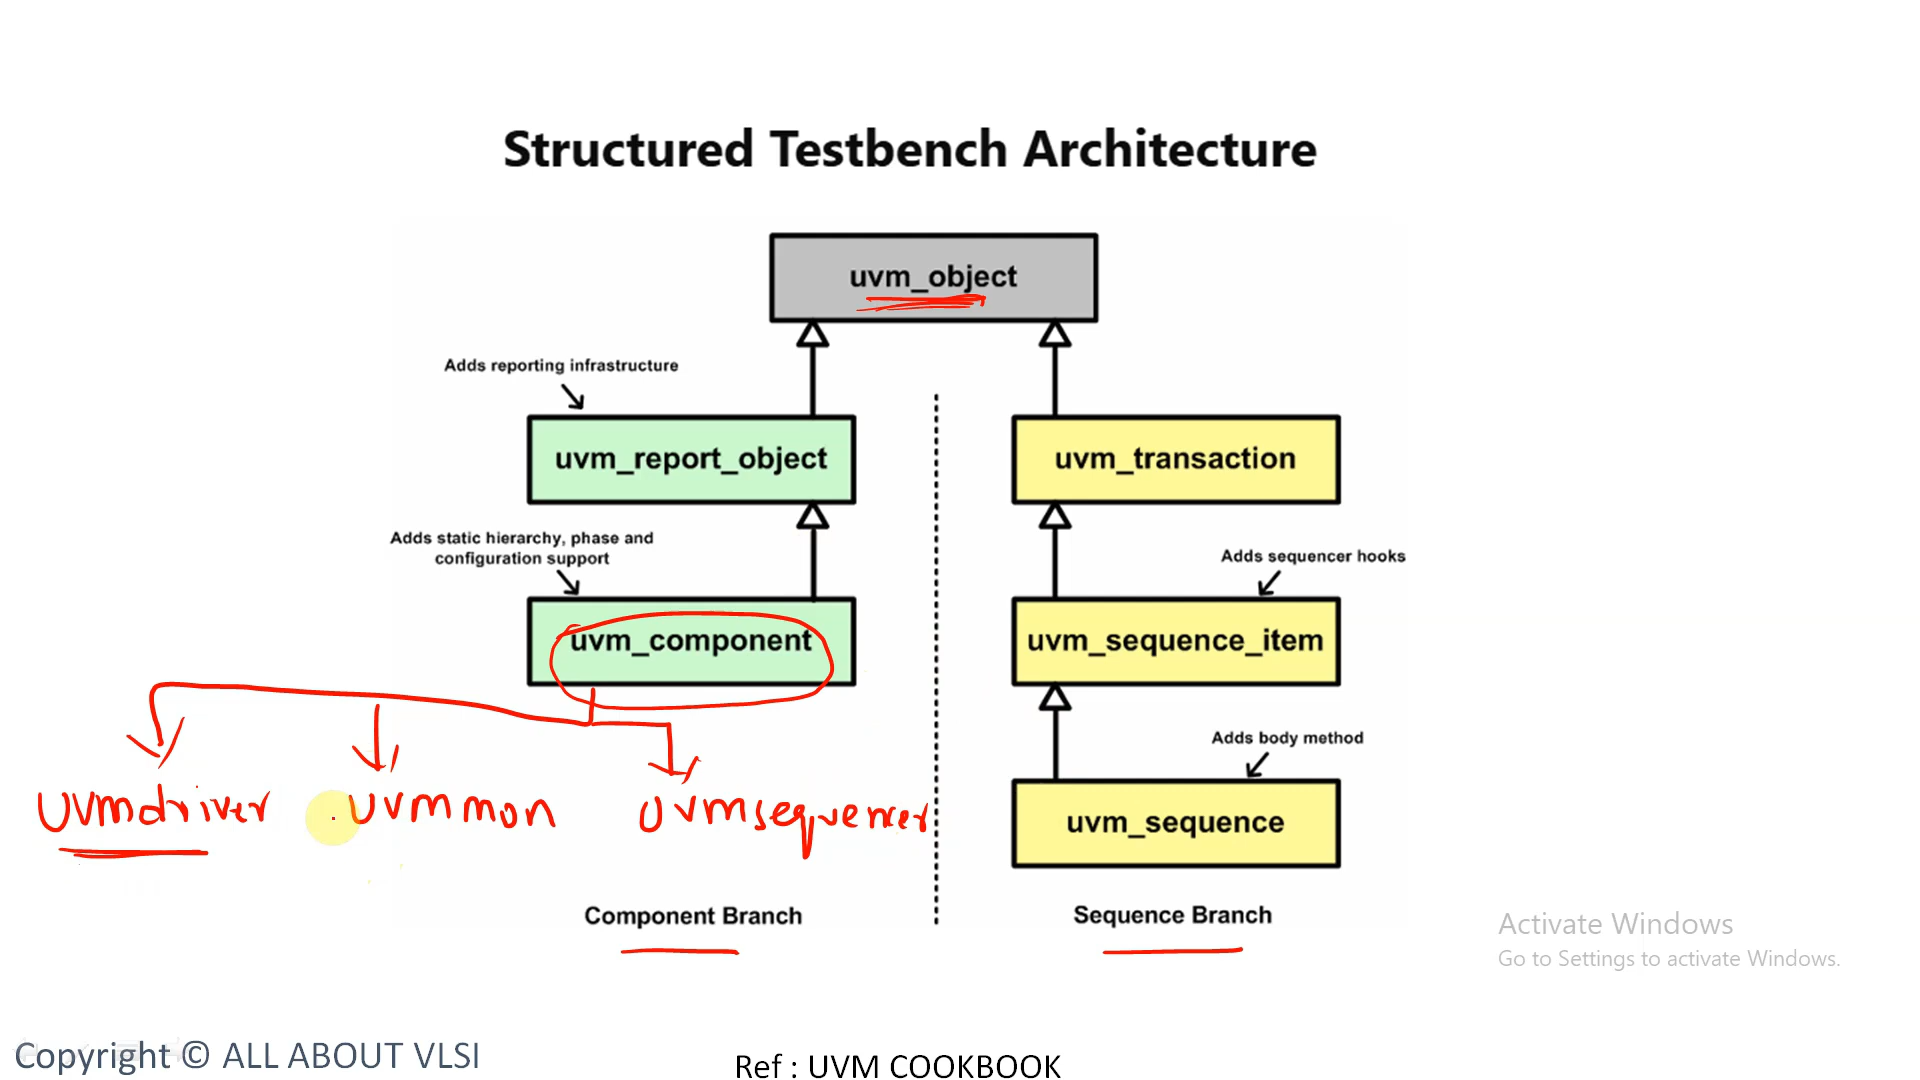 Structured Testbench Architecture
uvm_object
Adds reporting infrastructure
uvm_report_object
uvm_transaction
Adds static hierarchy, phase and
configuration support
Adds sequencer hooks
uvm_component
uvm_sequence_item
Adds body method
uvmdriver
uvmmon
uvmsequencer
uvm_sequence
Component Branch
Sequence Branch
Activate Windows
Go to Settings to activate Windows.
Copyright © ALL ABOUT VLSI
Ref : UVM COOKBOOK